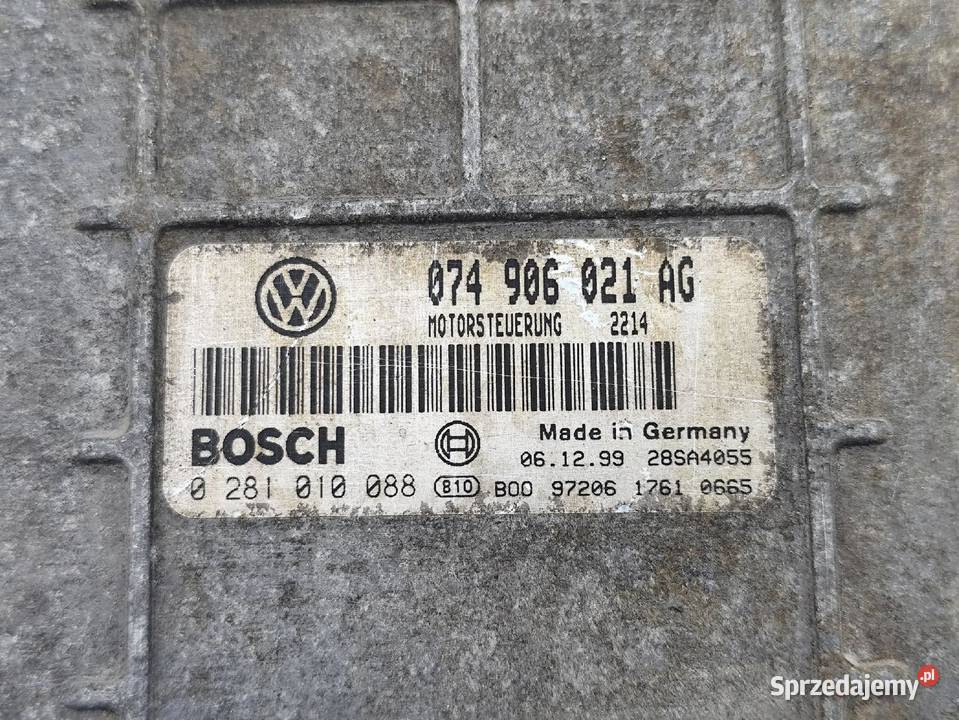 074 906 021 AG
MOTORSTEUERUNG 2214
BOSCH
Made in Germany
06.12.99 28SA4055
0 281 010 088 B10 B00 97206 1761 0665
Sprzedajemy.pl